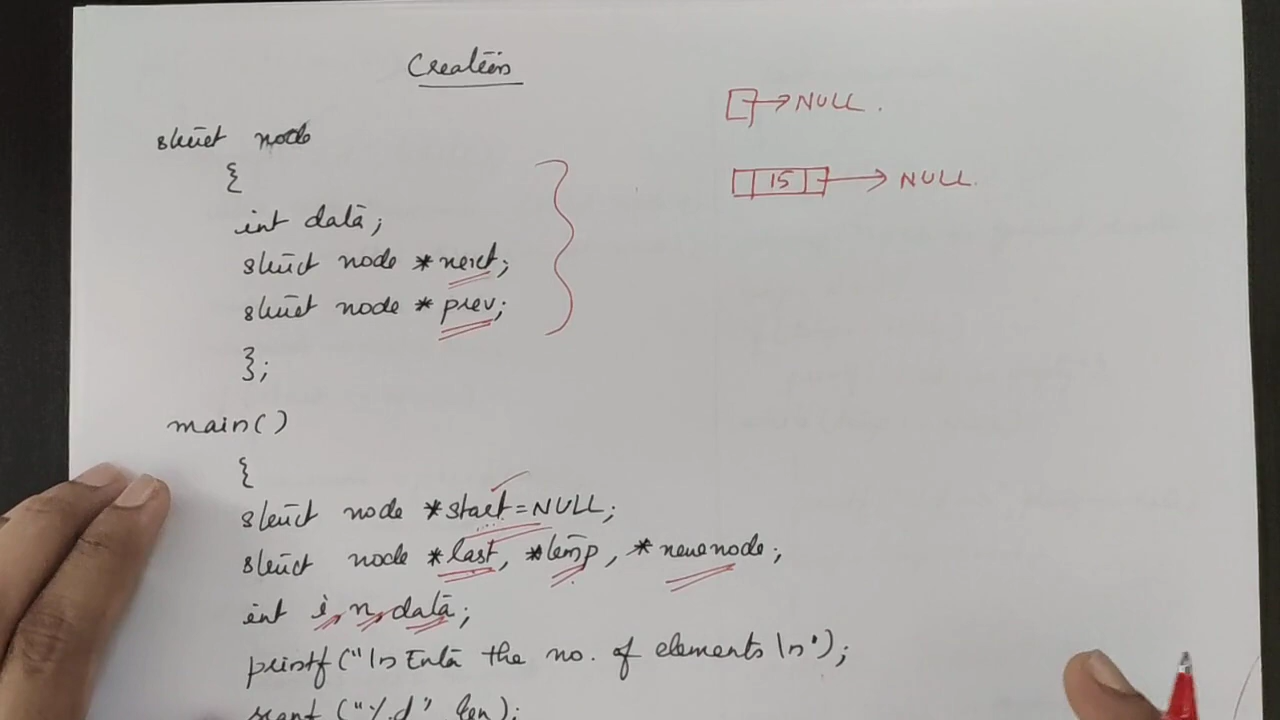 Creation
struct node
{
int data;
struct node *next;
struct node *prev;
};
main()
{
struct node *start=NULL;
struct node *last, *temp, *newnode;
int i, n, data;
printf("\n Enter the no. of elements \n");
scanf ("%d" &n);
→NULL.
15 → NULL.